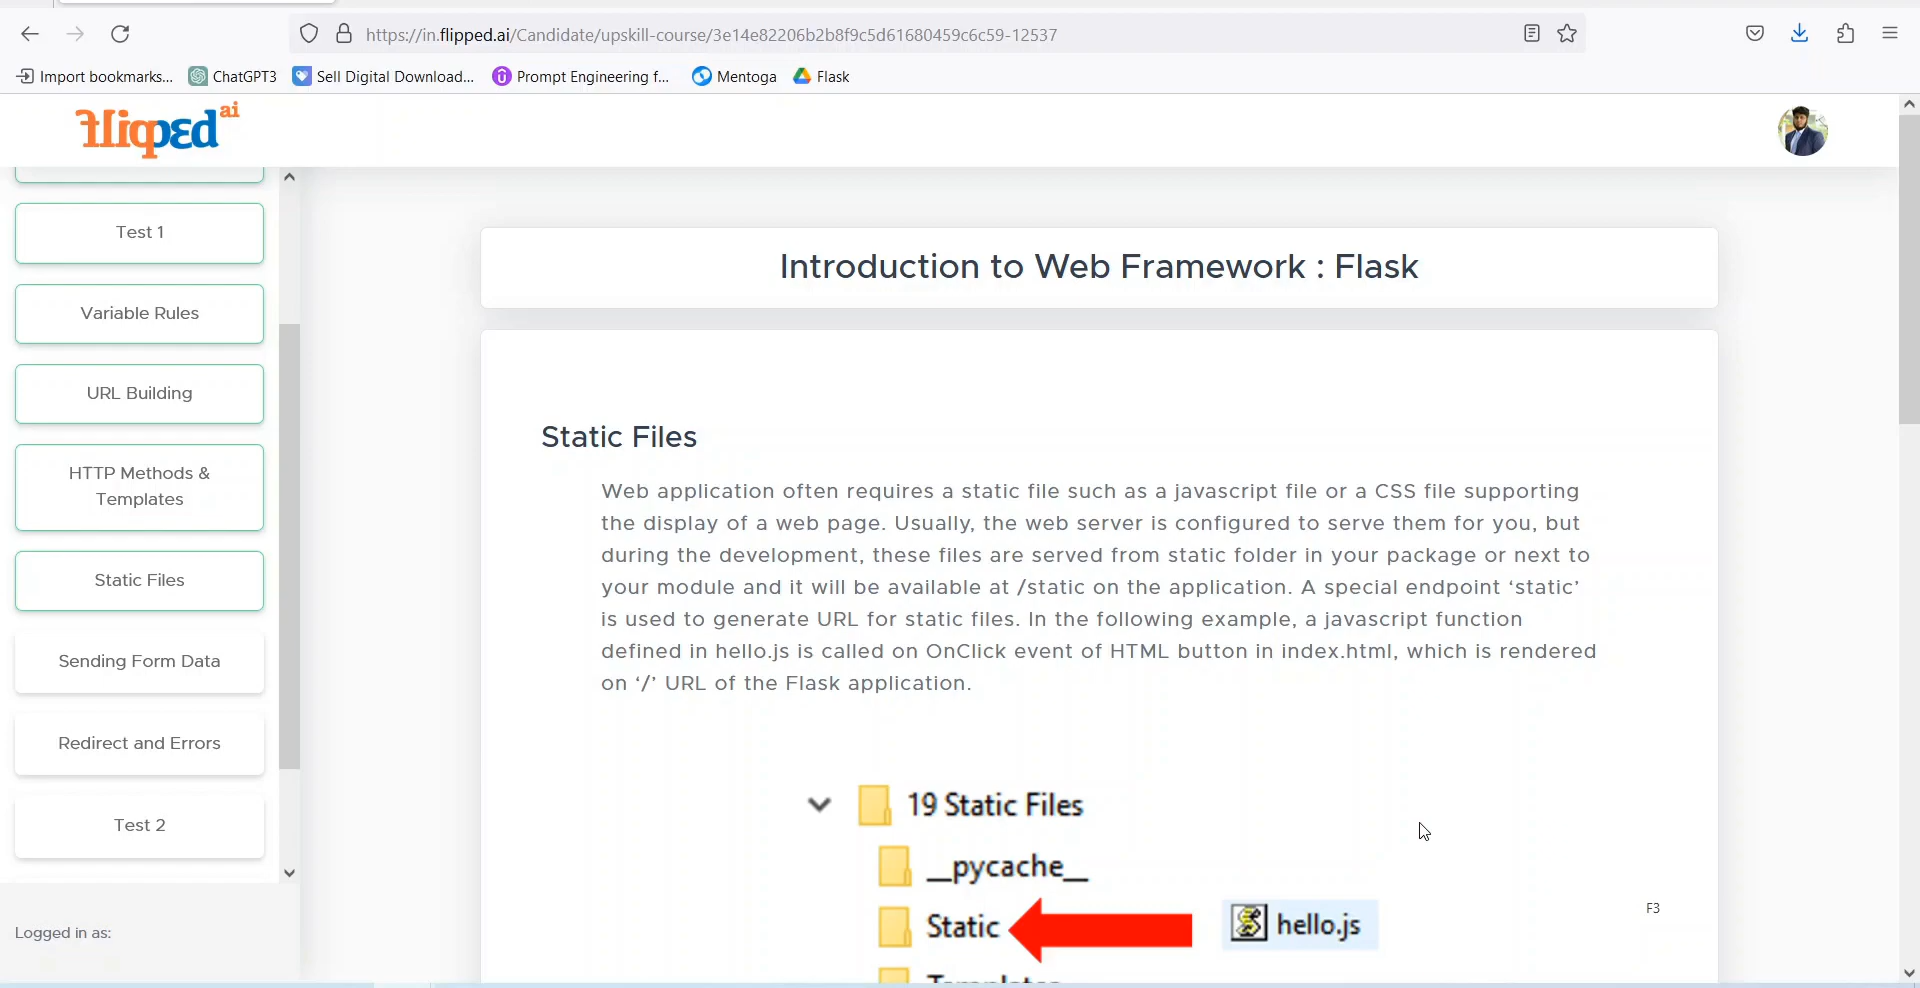 https://in.flipped.ai/Candidate/upskill-course/3e14e82206b2b8f9c5d61680459c6c59-12537
Import bookmarks... ChatGPT3 Sell Digital Download... Prompt Engineering f... Mentoga Flask
flipped ai
Test 1
Variable Rules
URL Building
HTTP Methods &
Templates
Static Files
Sending Form Data
Redirect and Errors
Test 2
Logged in as:
Introduction to Web Framework : Flask
Static Files
Web application often requires a static file such as a javascript file or a CSS file supporting
the display of a web page. Usually, the web server is configured to serve them for you, but
during the development, these files are served from static folder in your package or next to
your module and it will be available at /static on the application. A special endpoint ‘static’
is used to generate URL for static files. In the following example, a javascript function
defined in hello.js is called on OnClick event of HTML button in index.html, which is rendered
on ‘/’ URL of the Flask application.
19 Static Files
__pycache__
Static hello.js
Templates
F3